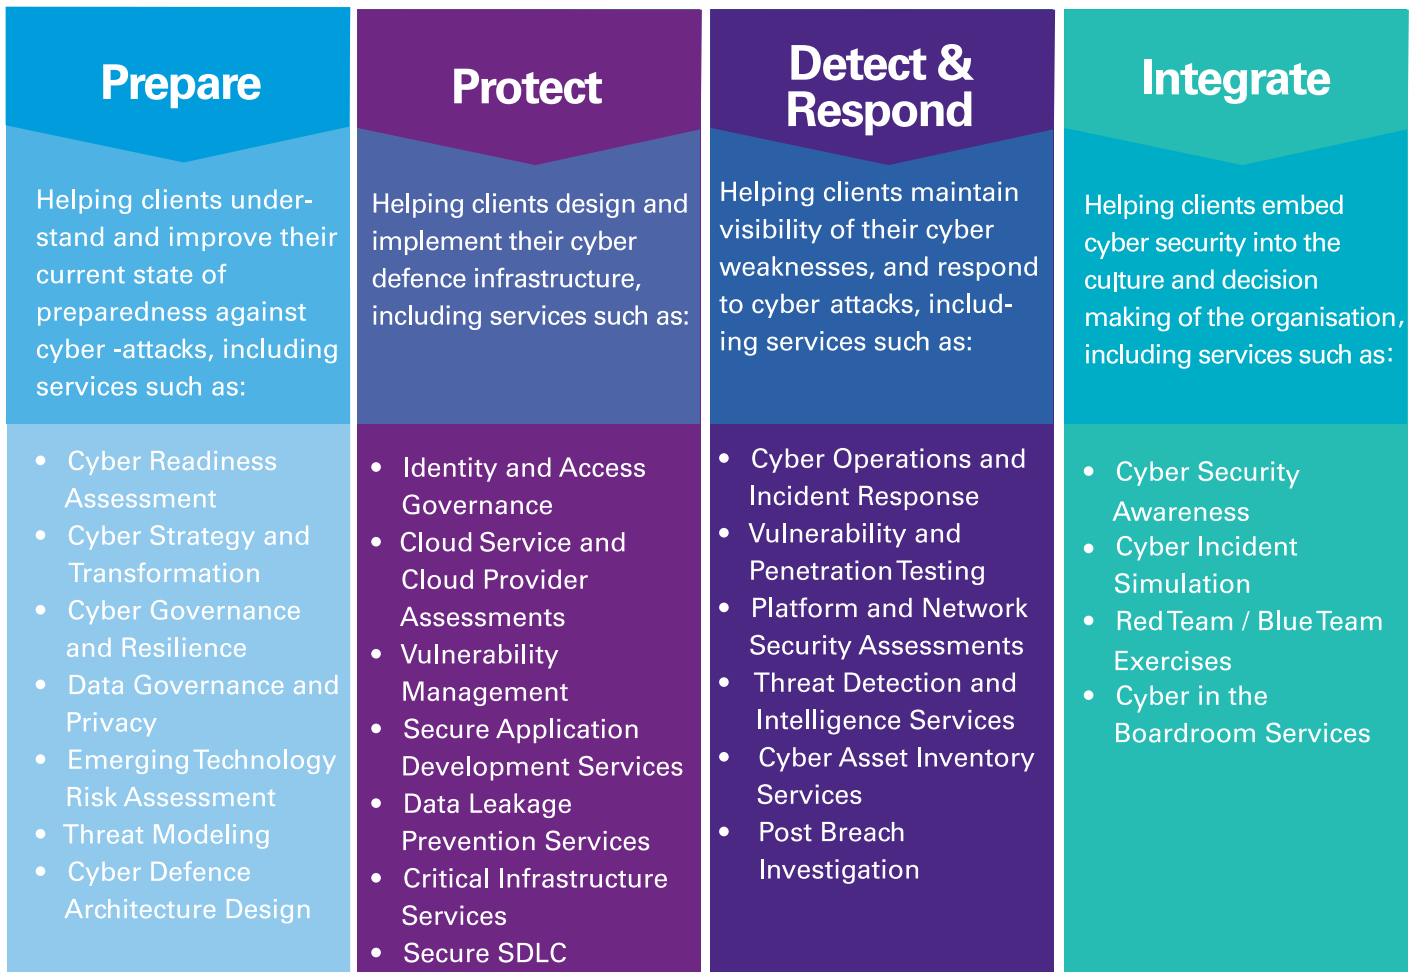 Prepare
Helping clients under-
stand and improve their
current state of
preparedness against
cyber -attacks, including
services such as:
• Cyber Readiness
Assessment
• Cyber Strategy and
Transformation
• Cyber Governance
and Resilience
• Data Governance and
Privacy
• Emerging Technology
Risk Assessment
• Threat Modeling
• Cyber Defence
Architecture Design
Protect
Helping clients design and
implement their cyber
defence infrastructure,
including services such as:
• Identity and Access
Governance
• Cloud Service and
Cloud Provider
Assessments
• Vulnerability
Management
• Secure Application
Development Services
• Data Leakage
Prevention Services
• Critical Infrastructure
Services
• Secure SDLC
Detect &
Respond
Helping clients maintain
visibility of their cyber
weaknesses, and respond
to cyber attacks, includ-
ing services such as:
• Cyber Operations and
Incident Response
• Vulnerability and
Penetration Testing
• Platform and Network
Security Assessments
• Threat Detection and
Intelligence Services
• Cyber Asset Inventory
Services
• Post Breach
Investigation
Integrate
Helping clients embed
cyber security into the
culture and decision
making of the organisation,
including services such as:
• Cyber Security
Awareness
• Cyber Incident
Simulation
• Red Team / Blue Team
Exercises
• Cyber in the
Boardroom Services